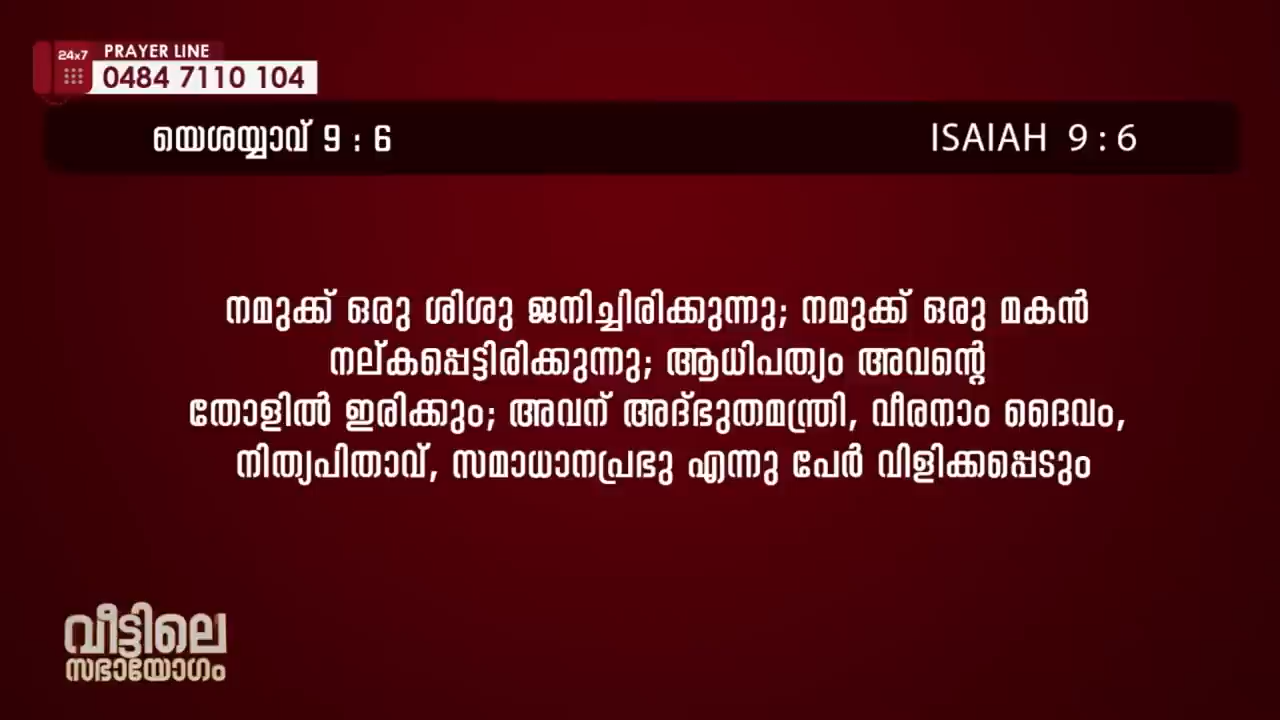 24x7 PRAYER LINE
0484 7110 104
യെശയ്യാവ് 9 : 6
ISAIAH 9 : 6
നമുക്ക് ഒരു ശിശു ജനിച്ചിരിക്കുന്നു; നമുക്ക് ഒരു മകൻ
നല്കപ്പെട്ടിരിക്കുന്നു; ആധിപത്യം അവന്റെ
തോളിൽ ഇരിക്കും; അവന് അദ്ഭുതമന്ത്രി, വീരനാം ദൈവം,
നിത്യപിതാവ്, സമാധാനപ്രഭു എന്നു പേർ വിളിക്കപ്പെടും
വീട്ടിലെ
സഭായോഗം